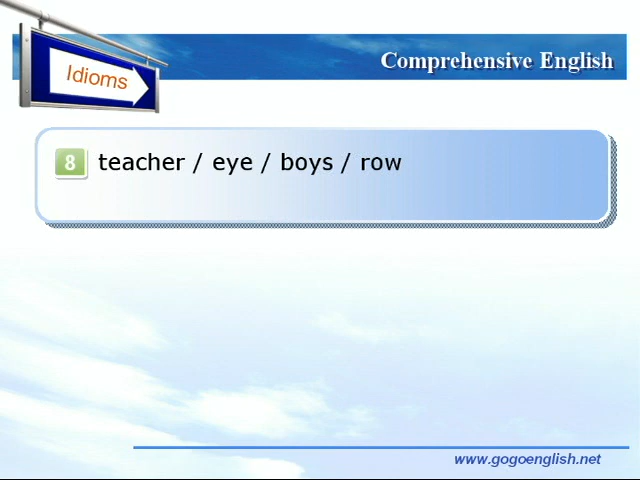 Idioms
Comprehensive English
8 teacher / eye / boys / row
www.gogoenglish.net